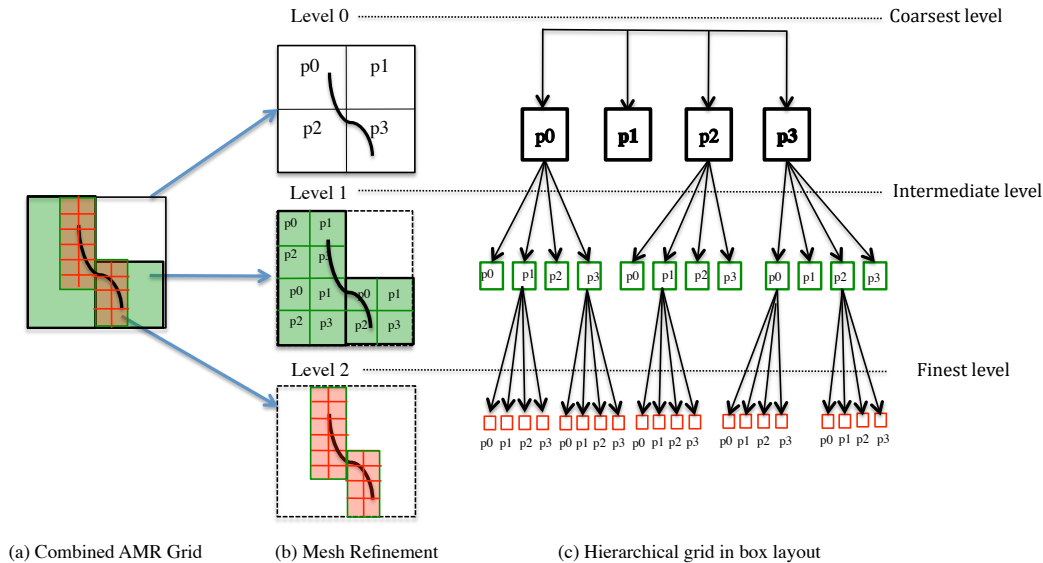 Level 0
Coarsest level
p0 p1
p2 p3
p0 p1 p2 p3
Level 1
Intermediate level
p0 p1
p2 p3
p0 p1 p0 p1
p2 p3 p2 p3
p0 p1 p2 p3 p0 p1 p2 p3 p0 p1 p2 p3
Level 2
Finest level
p0 p1 p2 p3 p0 p1 p2 p3 p0 p1 p2 p3 p0 p1 p2 p3 p0 p1 p2 p3
(a) Combined AMR Grid
(b) Mesh Refinement
(c) Hierarchical grid in box layout